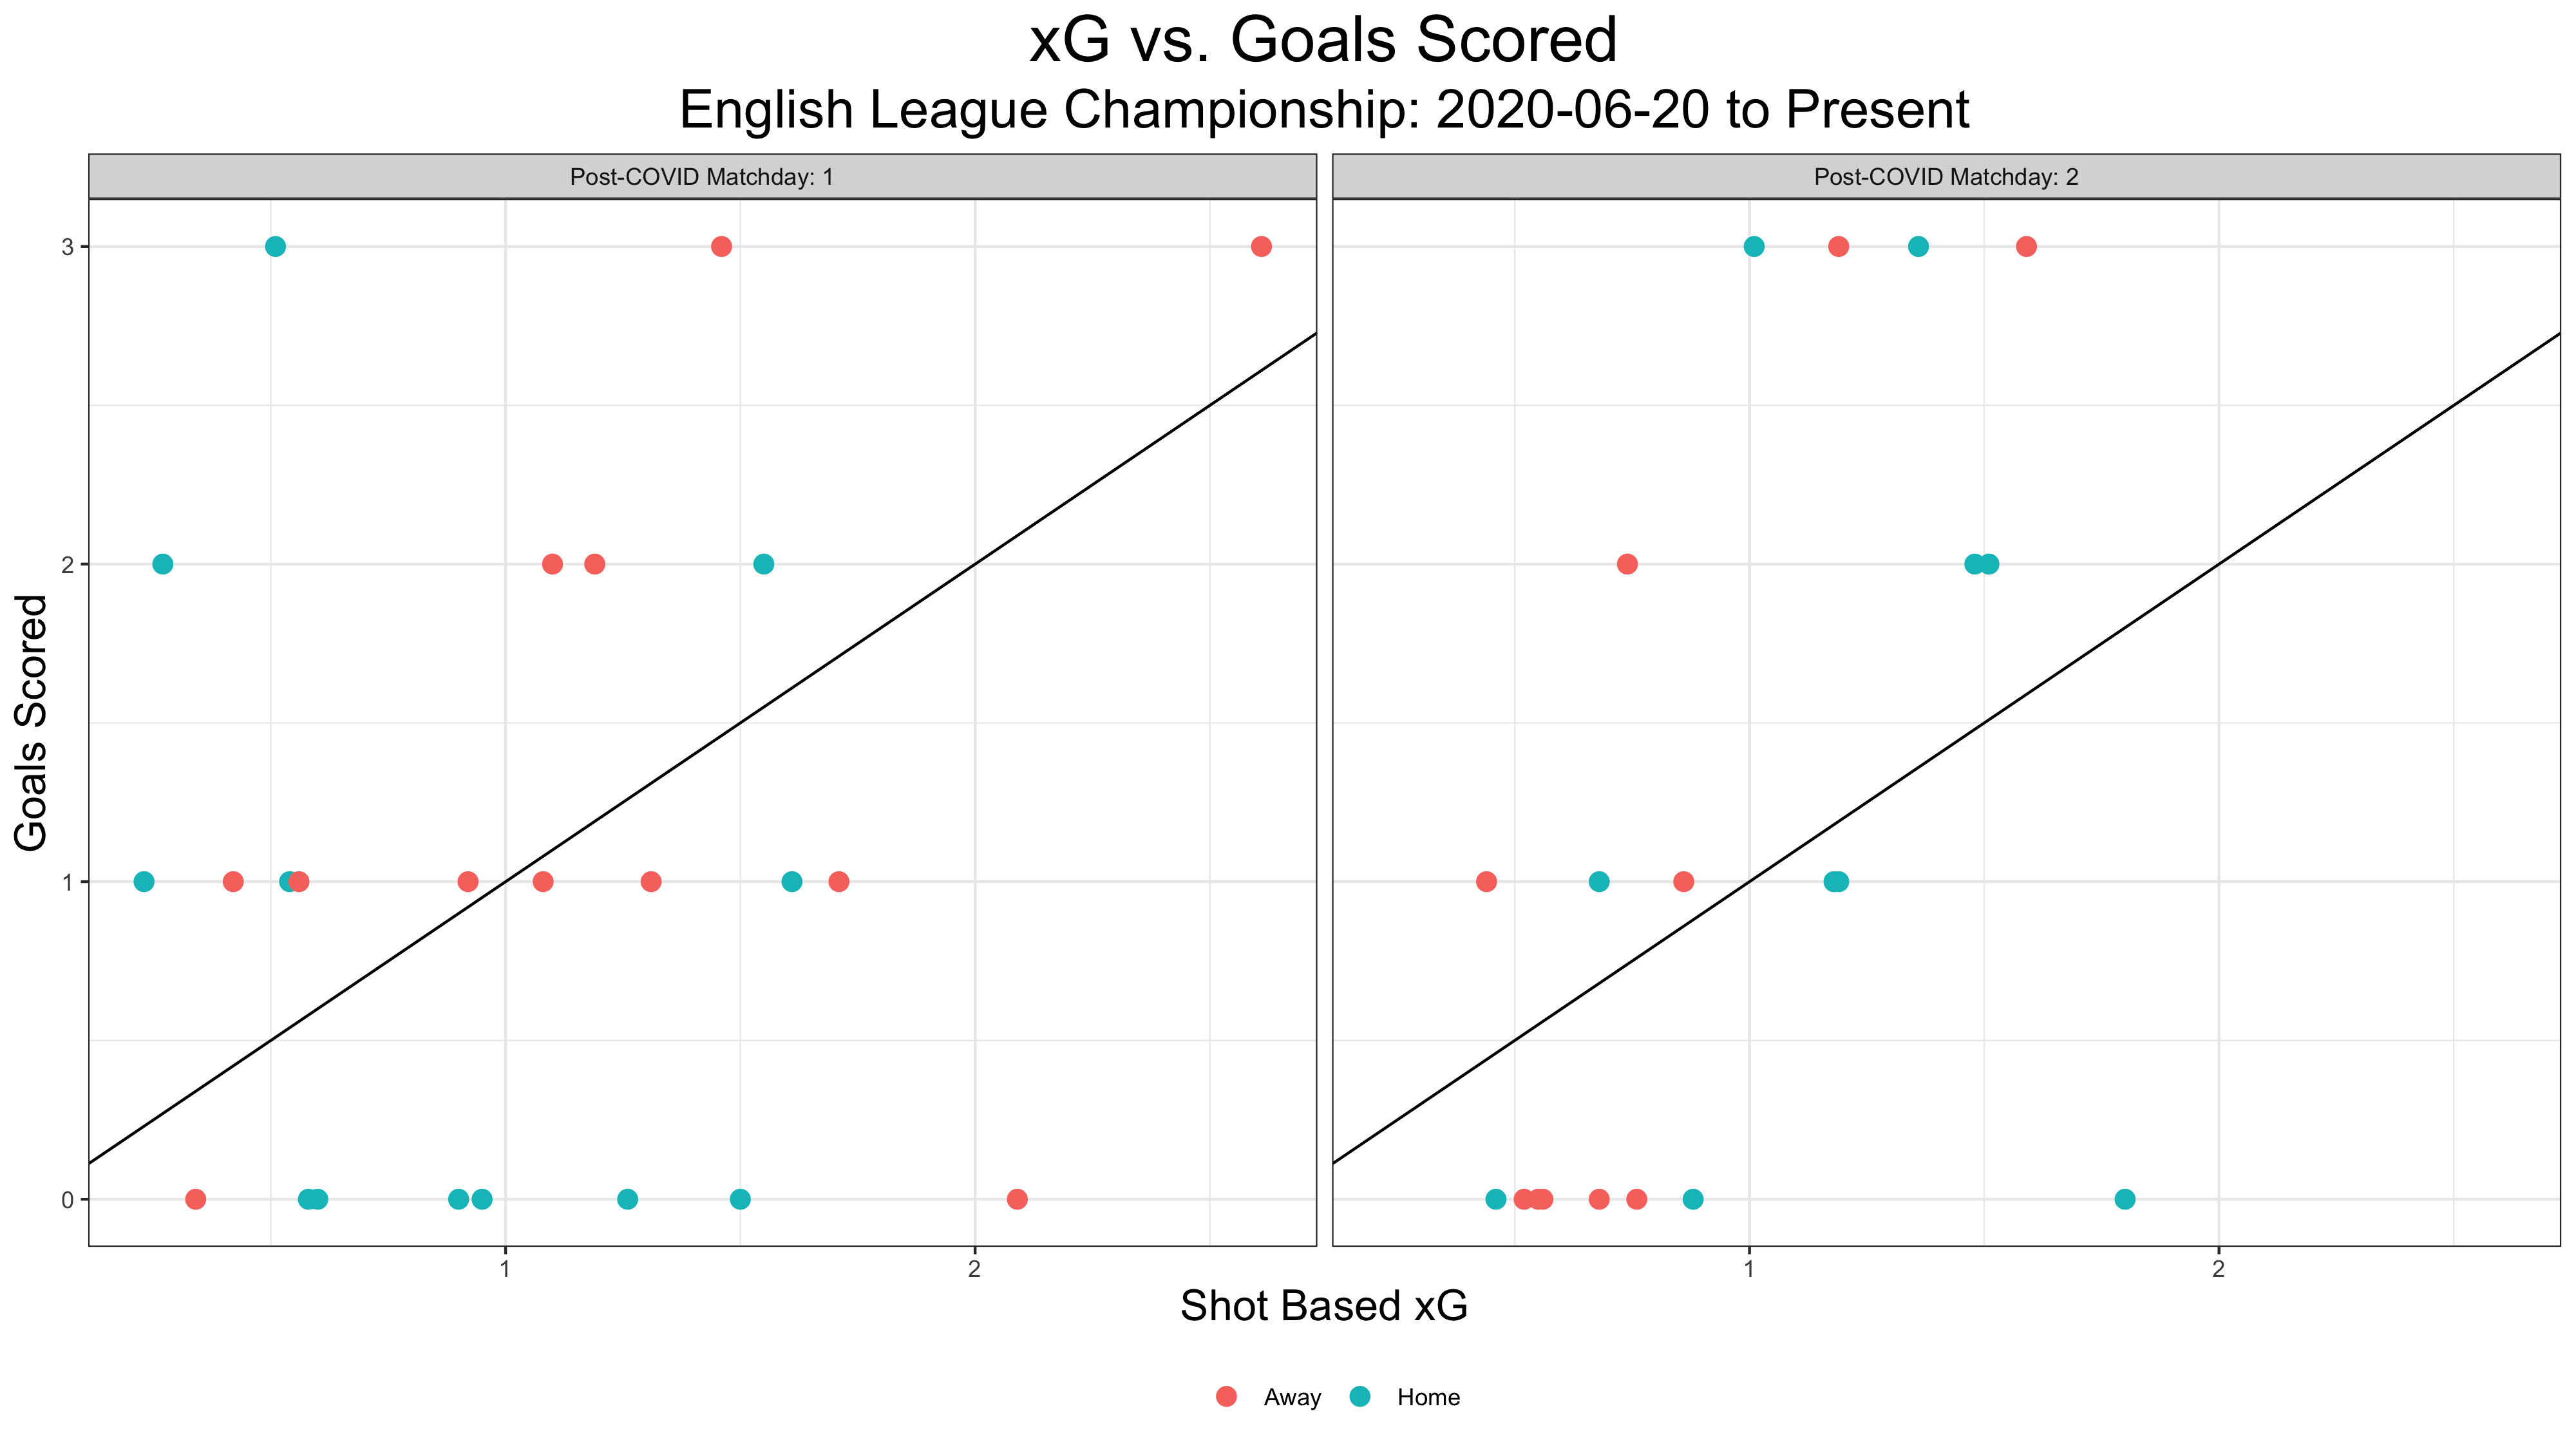 xG vs. Goals Scored
English League Championship: 2020-06-20 to Present
Post-COVID Matchday: 1
Post-COVID Matchday: 2
3
2
1
0
Goals Scored
1
2
1
2
Shot Based xG
Away
Home